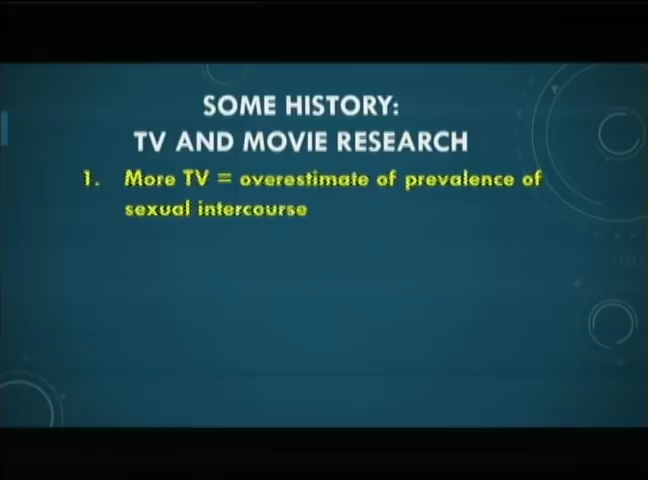 SOME HISTORY:
TV AND MOVIE RESEARCH
1. More TV = overestimate of prevalence of
sexual intercourse